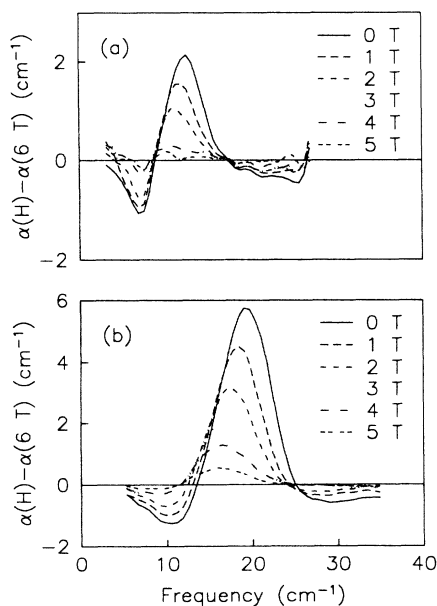 (a)
0 T
1 T
2 T
3 T
4 T
5 T
2
0
−2
α(H)−α(6 T) (cm⁻¹)
(b)
0 T
1 T
2 T
3 T
4 T
5 T
6
4
2
0
−2
α(H)−α(6 T) (cm⁻¹)
0 10 20 30 40
Frequency (cm⁻¹)